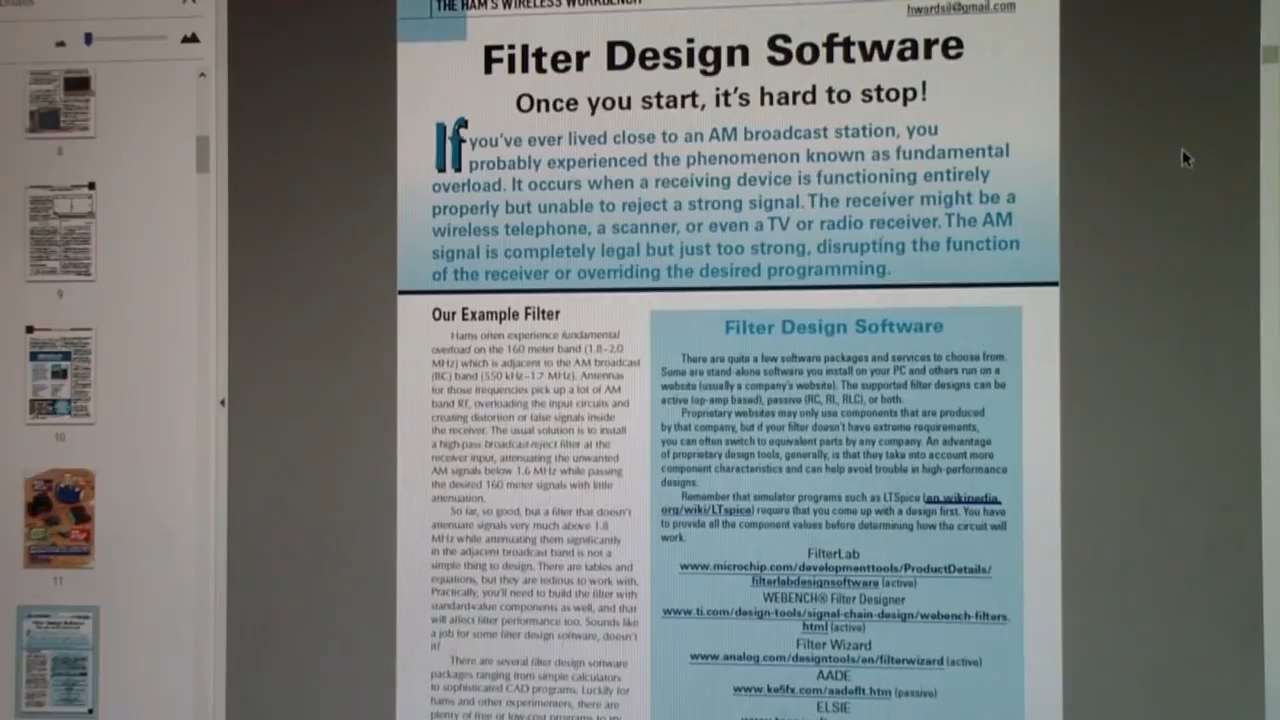 THE HAM'S WIRELESS WORKBENCH
hwardsil@gmail.com
Filter Design Software
Once you start, it's hard to stop!
If you've ever lived close to an AM broadcast station, you
probably experienced the phenomenon known as fundamental
overload. It occurs when a receiving device is functioning entirely
properly but unable to reject a strong signal. The receiver might be a
wireless telephone, a scanner, or even a TV or radio receiver. The AM
signal is completely legal but just too strong, disrupting the function
of the receiver or overriding the desired programming.
Our Example Filter
Hams often experience fundamental
overload on the 160 meter band (1.8–2.0
MHz) which is adjacent to the AM broadcast
(BC) band (550 kHz–1.7 MHz). Antennas
for those frequencies pick up a lot of AM
band RF, overloading the input circuits and
creating distortion or false signals inside
the receiver. The usual solution is to install
a high-pass broadcast-reject filter at the
receiver input, attenuating the unwanted
AM signals below 1.6 MHz while passing
the desired 160 meter signals with little
attenuation.
So far, so good, but a filter that doesn't
attenuate signals very much above 1.8
MHz while attenuating them significantly
in the adjacent broadcast band is not a
simple thing to design. There are tables and
equations, but they are tedious to work with.
Practically, you'll need to build the filter with
standard-value components as well, and that
will affect filter performance too. Sounds like
a job for some filter design software, doesn't
it?
There are several filter design software
packages ranging from simple calculators
to sophisticated CAD programs. Luckily for
hams and other experimenters, there are
plenty of free or low-cost programs to
Filter Design Software
There are quite a few software packages and services to choose from.
Some are stand-alone software you install on your PC and others run on a
website (usually a company's website). The supported filter designs can be
active (op-amp based), passive (RC, RL, RLC), or both.
Proprietary websites may only use components that are produced
by that company, but if your filter doesn't have extreme requirements,
you can often switch to equivalent parts by any company. An advantage
of proprietary design tools, generally, is that they take into account more
component characteristics and can help avoid trouble in high-performance
designs.
Remember that simulator programs such as LTSpice (en.wikipedia.
org/wiki/LTspice) require that you come up with a design first. You have
to provide all the component values before determining how the circuit will
work.
FilterLab
www.microchip.com/developmenttools/ProductDetails/
filterlabdesignsoftware (active)
WEBENCH® Filter Designer
www.ti.com/design-tools/signal-chain-design/webench-filters.
html (active)
Filter Wizard
www.analog.com/designtools/en/filterwizard (active)
AADE
www.ke5fx.com/aadeflt.htm (passive)
ELSIE
8
9
10
11